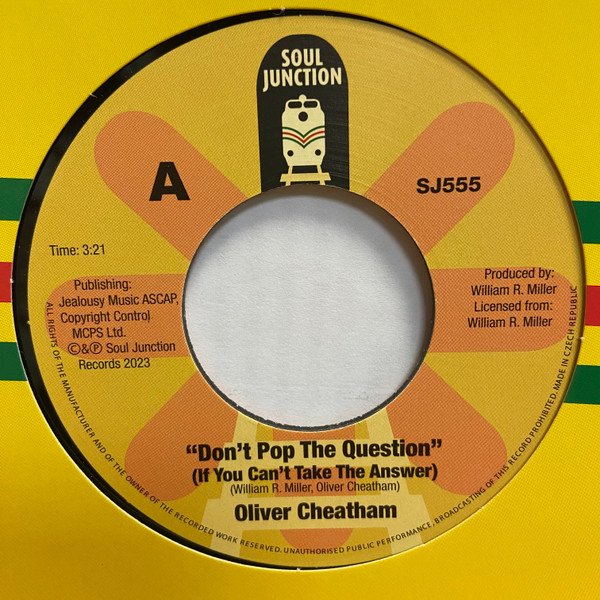 SOUL
JUNCTION
A
SJ555
Time: 3:21
Publishing:
Jealousy Music ASCAP,
Copyright Control
MCPS Ltd.
©&℗ Soul Junction
Records 2023
Produced by:
William R. Miller
Licensed from:
William R. Miller
“Don't Pop The Question”
(If You Can't Take The Answer)
(William R. Miller, Oliver Cheatham)
Oliver Cheatham
ALL RIGHTS OF THE MANUFACTURER AND OF THE OWNER OF THE RECORDED WORK RESERVED. UNAUTHORISED PUBLIC PERFORMANCE, BROADCASTING OF THIS RECORD PROHIBITED. MADE IN CZECH REPUBLIC